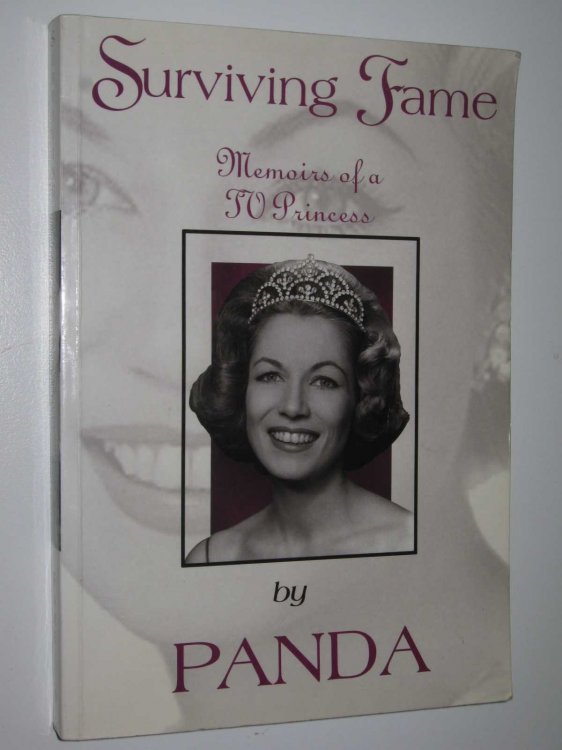 Surviving Fame
Memoirs of a
TV Princess
by
PANDA